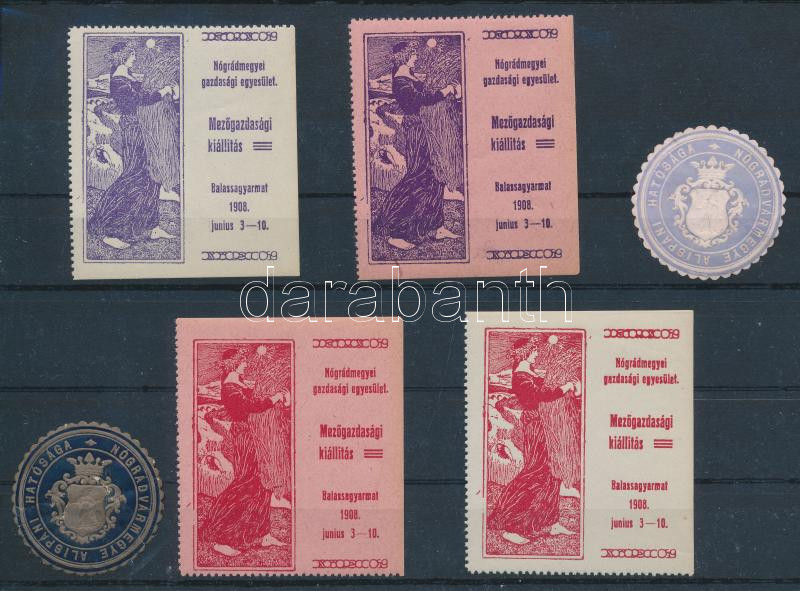 Nógrádmegyei
gazdasági egyesület.
Mezőgazdasági
kiállítás
Balassagyarmat
1908.
junius 3—10.
Nógrádmegyei
gazdasági egyesület.
Mezőgazdasági
kiállítás
Balassagyarmat
1908.
junius 3—10.
NÓGRÁDVÁRMEGYE ALISPÁNI HATÓSÁGA
darabanth
Nógrádmegyei
gazdasági egyesület.
Mezőgazdasági
kiállítás
Balassagyarmat
1908.
junius 3—10.
Nógrádmegyei
gazdasági egyesület.
Mezőgazdasági
kiállítás
Balassagyarmat
1908.
junius 3—10.
NÓGRÁDVÁRMEGYE ALISPÁNI HATÓSÁGA